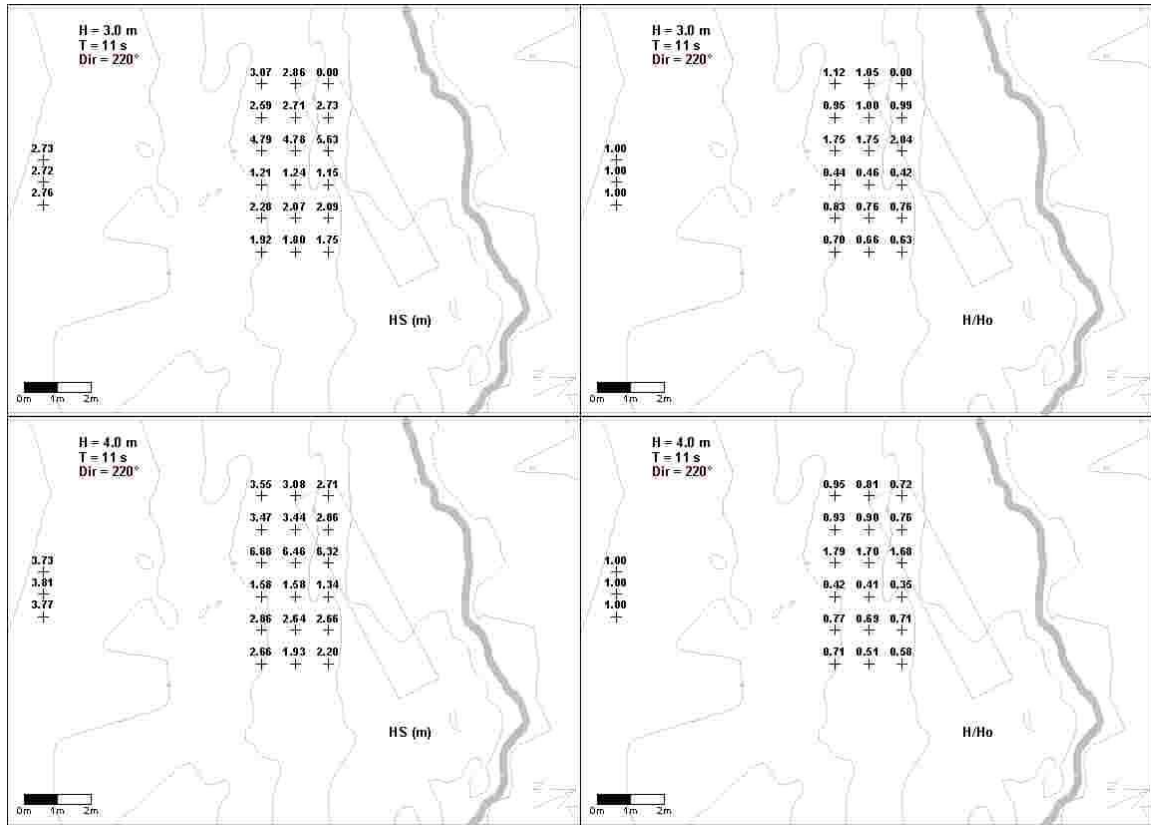 H = 3.0 m
T = 11 s
Dir = 220°
3.07 2.86 0.00
2.59 2.71 2.73
4.79 4.78 5.63
2.73
2.72
1.21 1.24 1.15
2.76
2.28 2.07 2.09
1.92 1.80 1.75
HS (m)
0m 1m 2m
H = 3.0 m
T = 11 s
Dir = 220°
1.12 1.05 0.00
0.95 1.00 0.99
1.75 1.75 2.04
1.00
1.00
0.44 0.46 0.42
1.00
0.83 0.76 0.76
0.70 0.66 0.63
H/Ho
0m 1m 2m
H = 4.0 m
T = 11 s
Dir = 220°
3.55 3.08 2.71
3.47 3.44 2.86
6.68 6.46 6.32
3.73
3.81
1.58 1.58 1.34
3.77
2.86 2.64 2.66
2.66 1.93 2.20
HS (m)
0m 1m 2m
H = 4.0 m
T = 11 s
Dir = 220°
0.95 0.81 0.72
0.93 0.90 0.76
1.79 1.70 1.68
1.00
1.00
0.42 0.41 0.35
1.00
0.77 0.69 0.71
0.71 0.51 0.58
H/Ho
0m 1m 2m